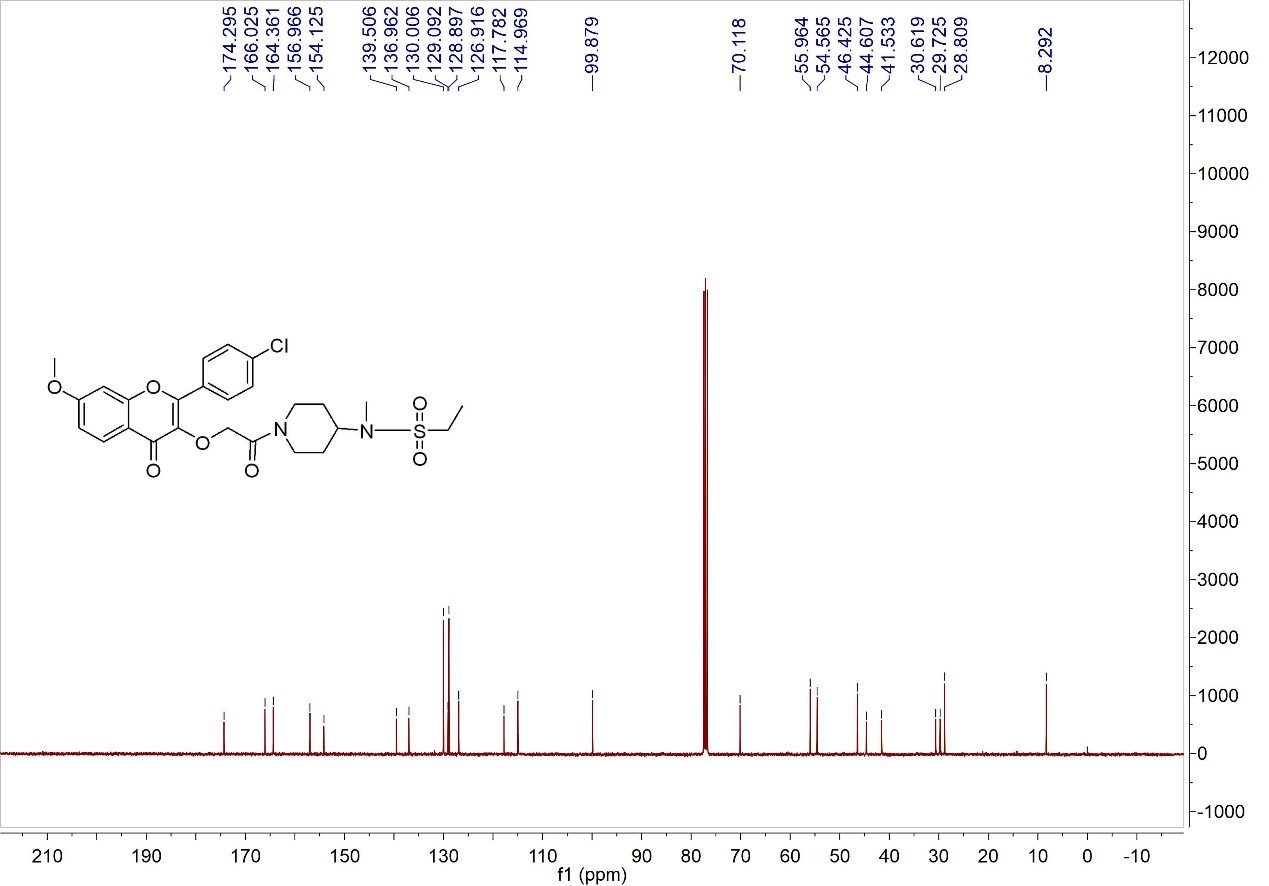 174.295
166.025
164.361
156.966
154.125
139.506
136.962
130.006
129.092
128.897
126.916
117.782
114.969
99.879
70.118
55.964
54.565
46.425
44.607
41.533
30.619
29.725
28.809
8.292
12000
11000
10000
9000
8000
7000
6000
5000
4000
3000
2000
1000
0
-1000
Cl
O
O
O
O
N
O
O
N
S
O
O
210 190 170 150 130 110 90 80 70 60 50 40 30 20 10 0 -10
f1 (ppm)